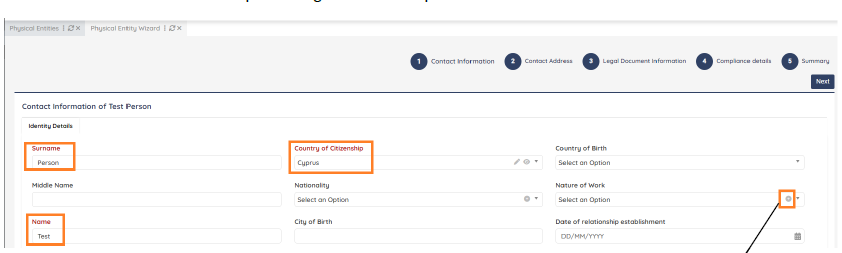 Physical Entities | Physical Entity Wizard |
1 Contact Information 2 Contact Address 3 Legal Document Information 4 Compliance details 5 Summary
Next
Contact Information of Test Person
Identity Details
Surname Country of Citizenship Country of Birth
Person Cyprus Select an Option
Middle Name Nationality Nature of Work
Select an Option Select an Option
Name City of Birth Date of relationship establishment
Test DD/MM/YYYY